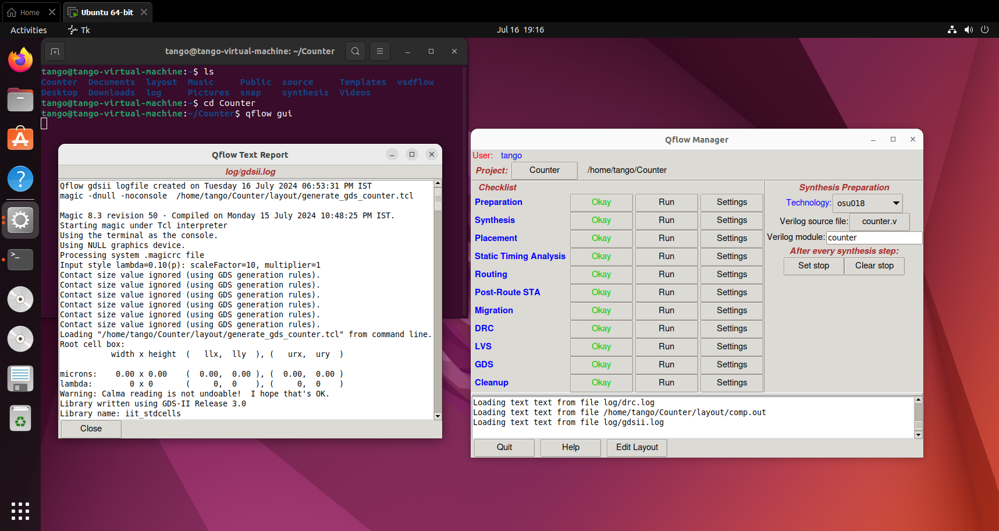 Home
Ubuntu 64-bit
Activities
Tk
Jul 16 19:16
tango@tango-virtual-machine: ~/Counter
tango@tango-virtual-machine:~$ ls
Counter Documents layout Music Public source Templates vsdflow
Desktop Downloads log Pictures snap synthesis Videos
tango@tango-virtual-machine:~$ cd Counter
tango@tango-virtual-machine:~/Counter$ qflow gui
Qflow Text Report
log/gdsii.log
Qflow gdsii logfile created on Tuesday 16 July 2024 06:53:31 PM IST
magic -dnull -noconsole /home/tango/Counter/layout/generate_gds_counter.tcl
Magic 8.3 revision 50 - Compiled on Monday 15 July 2024 10:48:25 PM IST.
Starting magic under Tcl interpreter
Using the terminal as the console.
Using NULL graphics device.
Processing system .magicrc file
Input style lambda=0.10(p): scaleFactor=10, multiplier=1
Contact size value ignored (using GDS generation rules).
Contact size value ignored (using GDS generation rules).
Contact size value ignored (using GDS generation rules).
Contact size value ignored (using GDS generation rules).
Contact size value ignored (using GDS generation rules).
Contact size value ignored (using GDS generation rules).
Loading "/home/tango/Counter/layout/generate_gds_counter.tcl" from command line.
Root cell box:
width x height ( llx, lly ), ( urx, ury )
microns: 0.00 x 0.00 ( 0.00, 0.00 ), ( 0.00, 0.00 )
lambda: 0 x 0 ( 0, 0 ), ( 0, 0 )
Warning: Calma reading is not undoable! I hope that's OK.
Library written using GDS-II Release 3.0
Library name: iit_stdcells
Close
Qflow Manager
User: tango
Project: Counter /home/tango/Counter
Checklist
Preparation Okay Run Settings
Synthesis Okay Run Settings
Placement Okay Run Settings
Static Timing Analysis Okay Run Settings
Routing Okay Run Settings
Post-Route STA Okay Run Settings
Migration Okay Run Settings
DRC Okay Run Settings
LVS Okay Run Settings
GDS Okay Run Settings
Cleanup Okay Run Settings
Synthesis Preparation
Technology: osu018
Verilog source file: counter.v
Verilog module: counter
After every synthesis step:
Set stop Clear stop
Loading text text from file log/drc.log
Loading text text from file /home/tango/Counter/layout/comp.out
Loading text text from file log/gdsii.log
Quit Help Edit Layout